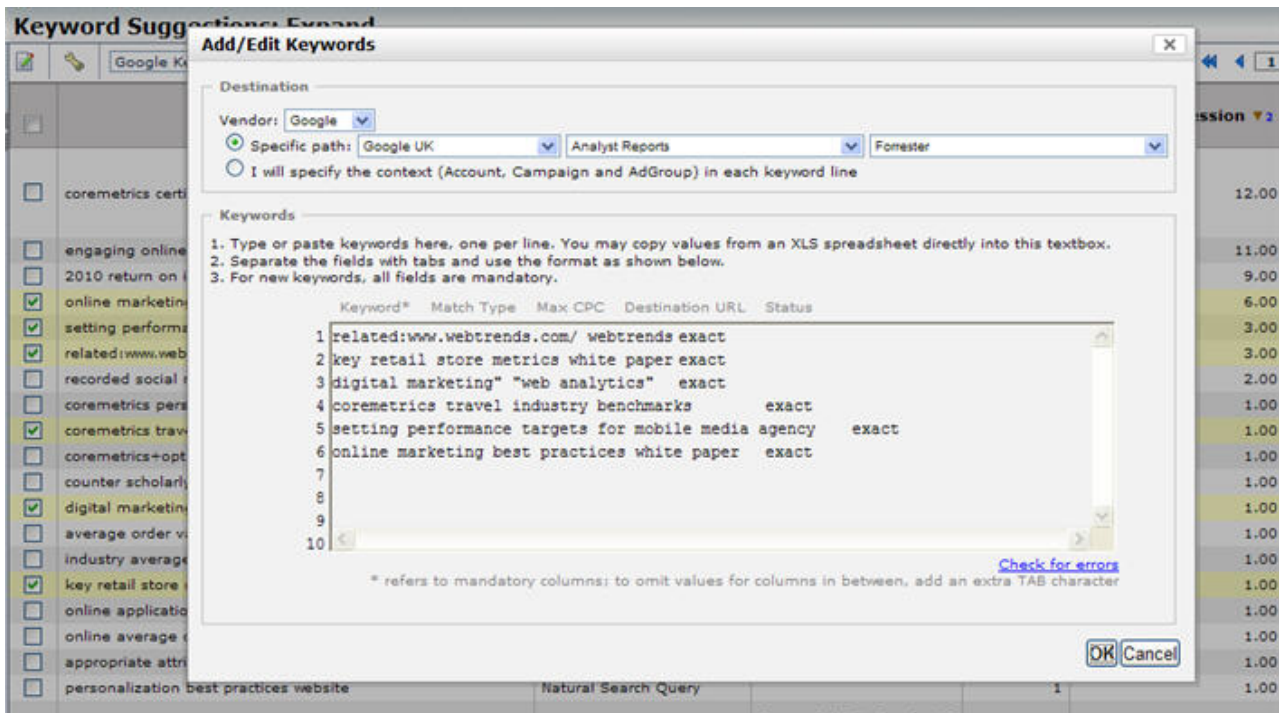 Keyword Suggestions: Expand
Add/Edit Keywords
Google Ke
1
Destination
Vendor: Google
Specific path: Google UK Analyst Reports Forrester
I will specify the context (Account, Campaign and AdGroup) in each keyword line
ssion 2
Keywords
1. Type or paste keywords here, one per line. You may copy values from an XLS spreadsheet directly into this textbox.
2. Separate the fields with tabs and use the format as shown below.
3. For new keywords, all fields are mandatory.
Keyword* Match Type Max CPC Destination URL Status
1 related:www.webtrends.com/ webtrends exact
2 key retail store metrics white paper exact
3 digital marketing" "web analytics" exact
4 coremetrics travel industry benchmarks exact
5 setting performance targets for mobile media agency exact
6 online marketing best practices white paper exact
7
8
9
10
Check for errors
* refers to mandatory columns; to omit values for columns in between, add an extra TAB character
OK Cancel
coremetrics certi 12.00
engaging online 11.00
2010 return on i 9.00
online marketin 6.00
setting performa 3.00
related:www.web 3.00
recorded social 2.00
coremetrics pers 1.00
coremetrics trav 1.00
coremetrics+opt 1.00
counter scholarly 1.00
digital marketin 1.00
average order v 1.00
industry average 1.00
key retail store 1.00
online applicatio 1.00
online average 1.00
appropriate attri 1.00
personalization best practices website Natural Search Query 1 1.00